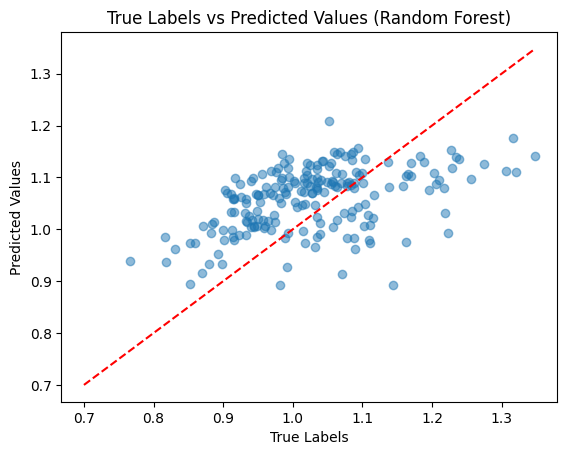 True Labels vs Predicted Values (Random Forest)
1.3
1.2
1.1
1.0
0.9
0.8
0.7
Predicted Values
0.7 0.8 0.9 1.0 1.1 1.2 1.3
True Labels